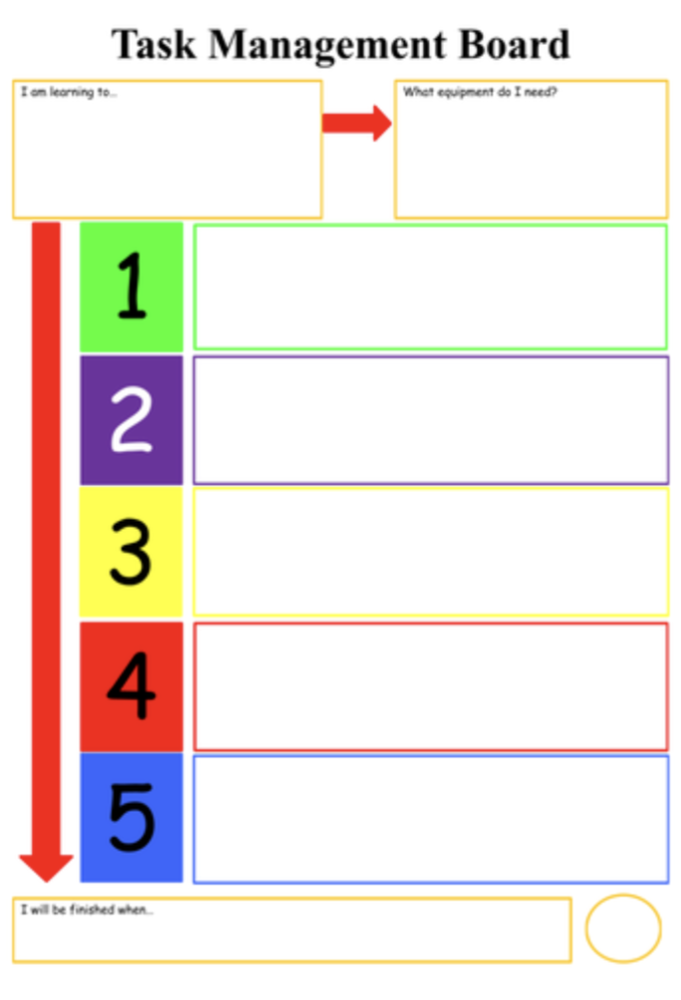 Task Management Board
I am learning to...
What equipment do I need?
1
2
3
4
5
I will be finished when...